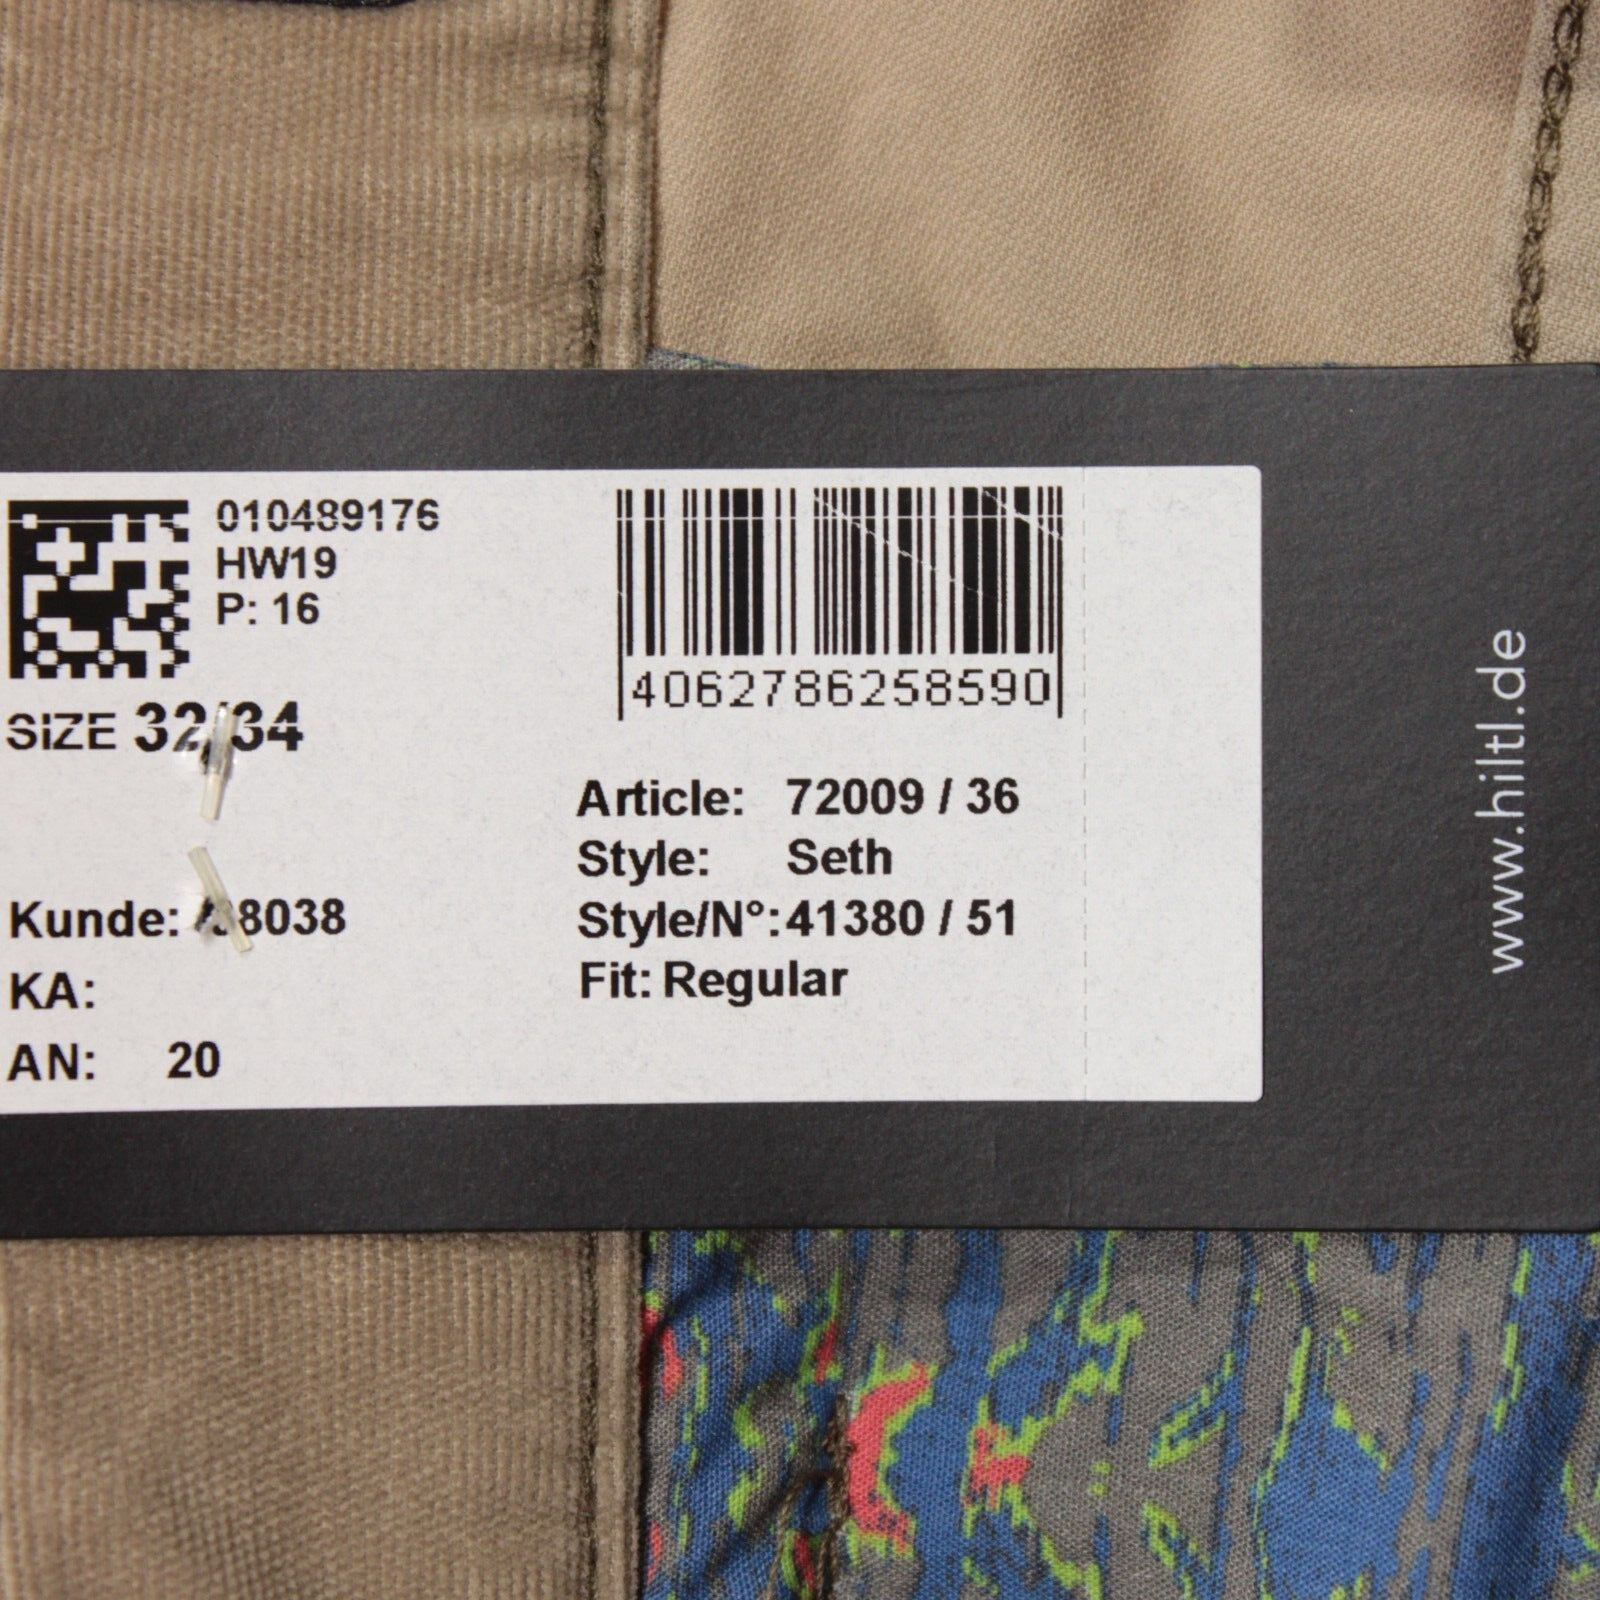 010489176
HW19
P: 16
SIZE 32/34
Kunde: 8038
KA:
AN: 20
4062786258590
Article: 72009 / 36
Style: Seth
Style/N°: 41380 / 51
Fit: Regular
www.hiltl.de